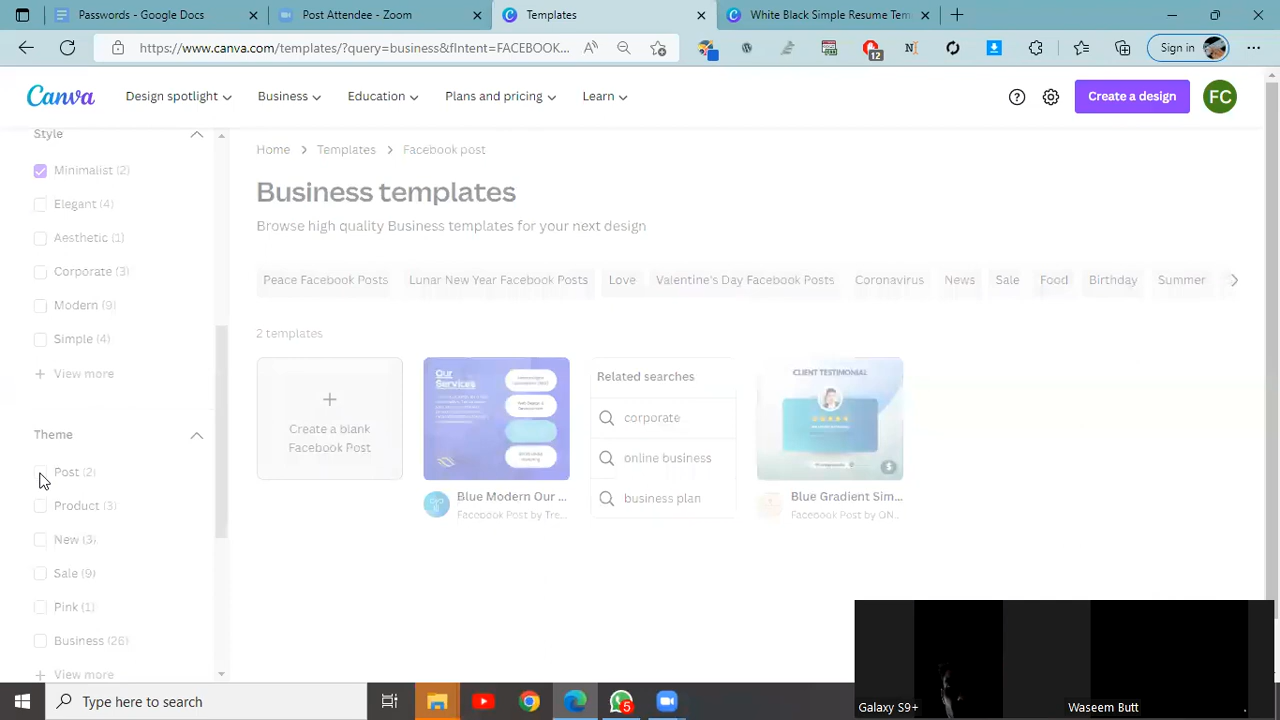 Passwords - Google Docs
Post Attendee - Zoom
Templates
White Black Simple Resume Tem
https://www.canva.com/templates/?query=business&fIntent=FACEBOOK...
12
Sign in
Canva
Design spotlight
Business
Education
Plans and pricing
Learn
Create a design
FC
Style
Minimalist (2)
Elegant (4)
Aesthetic (1)
Corporate (3)
Modern (9)
Simple (4)
+ View more
Theme
Post (2)
Product (3)
New (3)
Sale (9)
Pink (1)
Business (26)
+ View more
Home > Templates > Facebook post
Business templates
Browse high quality Business templates for your next design
Peace Facebook Posts
Lunar New Year Facebook Posts
Love
Valentine's Day Facebook Posts
Coronavirus
News
Sale
Food
Birthday
Summer
2 templates
Create a blank
Facebook Post
Our
Services
Blue Modern Our ...
Facebook Post by Tre...
Related searches
corporate
online business
business plan
CLIENT TESTIMONIAL
Blue Gradient Sim...
Facebook Post by QN...
Galaxy S9+
Waseem Butt
Type here to search
5